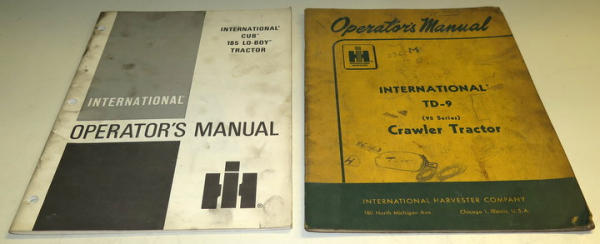 INTERNATIONAL®
CUB®
185 LO-BOY™
TRACTOR
INTERNATIONAL®
OPERATOR'S MANUAL
IH
®
Operator's Manual
IH
M
INTERNATIONAL®
TD-9
(92 Series)
Crawler Tractor
H
INTERNATIONAL HARVESTER COMPANY
180 North Michigan Ave.
Chicago 1, Illinois, U.S.A.